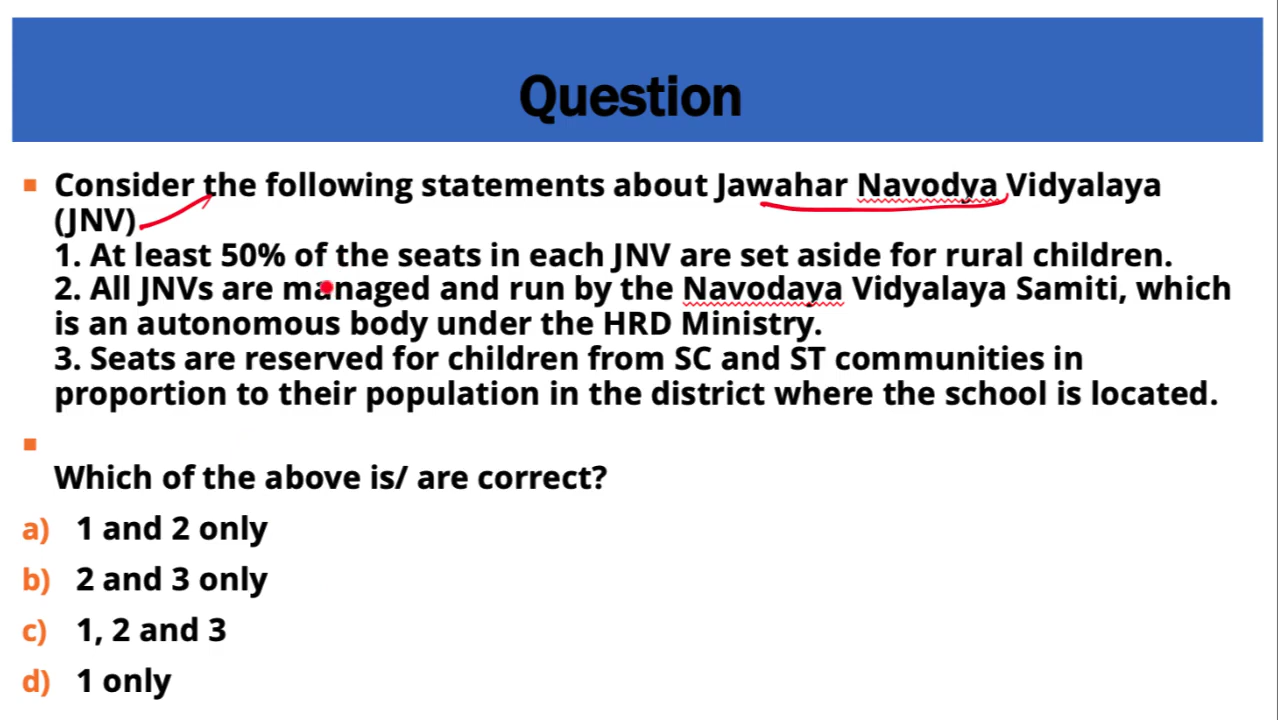 Question
Consider the following statements about Jawahar Navodya Vidyalaya
(JNV)
1. At least 50% of the seats in each JNV are set aside for rural children.
2. All JNVs are managed and run by the Navodaya Vidyalaya Samiti, which
is an autonomous body under the HRD Ministry.
3. Seats are reserved for children from SC and ST communities in
proportion to their population in the district where the school is located.
Which of the above is/ are correct?
a) 1 and 2 only
b) 2 and 3 only
c) 1, 2 and 3
d) 1 only